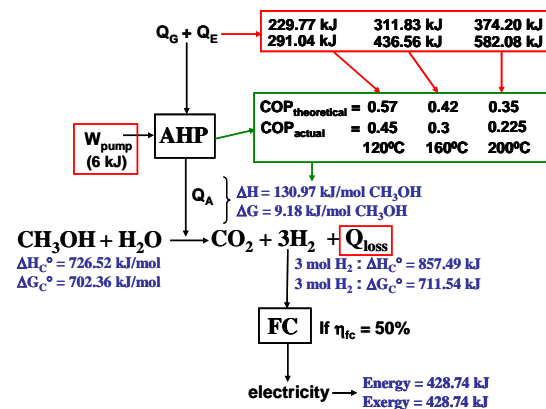 Q_G + Q_E
229.77 kJ 311.83 kJ 374.20 kJ
291.04 kJ 436.56 kJ 582.08 kJ
COP_theoretical = 0.57 0.42 0.35
COP_actual = 0.45 0.3 0.225
120ºC 160ºC 200ºC
W_pump
(6 kJ)
AHP
Q_A
ΔH = 130.97 kJ/mol CH₃OH
ΔG = 9.18 kJ/mol CH₃OH
CH₃OH + H₂O → CO₂ + 3H₂ + Q_loss
ΔH_C° = 726.52 kJ/mol
ΔG_C° = 702.36 kJ/mol
3 mol H₂ : ΔH_C° = 857.49 kJ
3 mol H₂ : ΔG_C° = 711.54 kJ
FC
If η_fc = 50%
electricity
Energy = 428.74 kJ
Exergy = 428.74 kJ